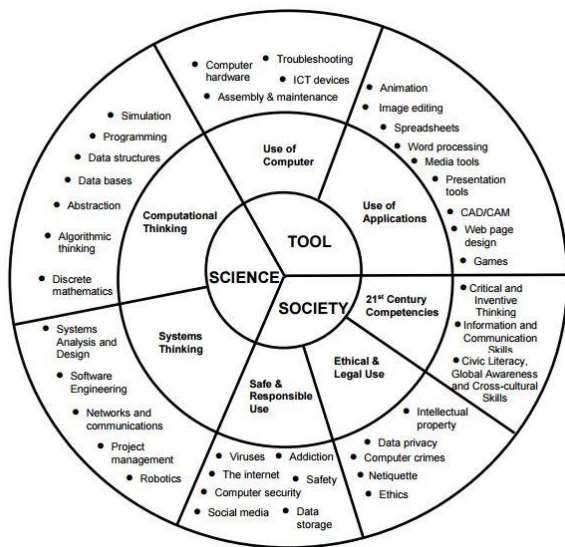 TOOL
SCIENCE
SOCIETY
Use of
Computer
Use of
Applications
21st Century
Competencies
Ethical &
Legal Use
Safe &
Responsible
Use
Systems
Thinking
Computational
Thinking
• Computer
hardware
• Troubleshooting
• ICT devices
• Assembly & maintenance
• Animation
• Image editing
• Spreadsheets
• Word processing
• Media tools
• Presentation
tools
• CAD/CAM
• Web page
design
• Games
• Critical and
Inventive
Thinking
• Information and
Communication
Skills
• Civic Literacy,
Global Awareness
and Cross-cultural
Skills
• Intellectual
property
• Data privacy
• Computer crimes
• Netiquette
• Ethics
• Viruses
• Addiction
• The internet
• Safety
• Computer security
• Social media
• Data
storage
• Systems
Analysis and
Design
• Software
Engineering
• Networks and
communications
• Project
management
• Robotics
• Simulation
• Programming
• Data structures
• Data bases
• Abstraction
• Algorithmic
thinking
• Discrete
mathematics